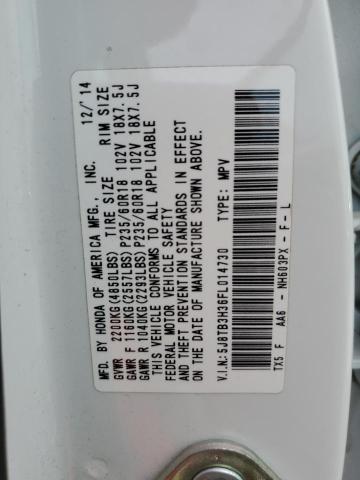 MFD. BY HONDA OF AMERICA MFG., INC. 12/'14
TIRE SIZE RIM SIZE
GVWR 2200KG(4850LBS)
GAWR F 1160KG(2557LBS) P235/60R18 102V 18X7.5J
GAWR R 1040KG(2293LBS) P235/60R18 102V 18X7.5J
THIS VEHICLE CONFORMS TO ALL APPLICABLE
FEDERAL MOTOR VEHICLE SAFETY
AND THEFT PREVENTION STANDARDS IN EFFECT
ON THE DATE OF MANUFACTURE SHOWN ABOVE.
V.I.N: 5J8TB3H36FL014730 TYPE: MPV
TX5 F AA6 - NH603PX - F - L